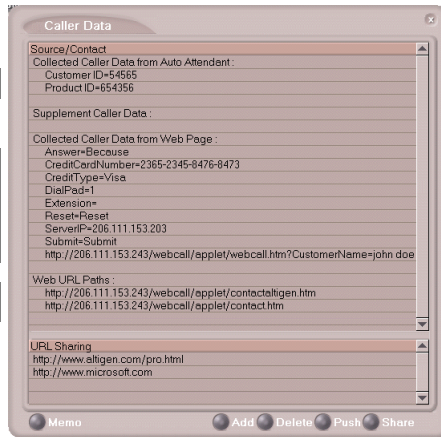 Caller Data
Source/Contact
Collected Caller Data from Auto Attendant :
Customer ID=54565
Product ID=654356
Supplement Caller Data :
Collected Caller Data from Web Page :
Answer=Because
CreditCardNumber=2365-2345-8476-8473
CreditType=Visa
DialPad=1
Extension=
Reset=Reset
ServerIP=206.111.153.203
Submit=Submit
http://206.111.153.243/webcall/applet/webcall.htm?CustomerName=john doe
Web URL Paths :
http://206.111.153.243/webcall/applet/contactaltigen.htm
http://206.111.153.243/webcall/applet/contact.htm
URL Sharing
http://www.altigen.com/pro.html
http://www.microsoft.com
Memo Add Delete Push Share